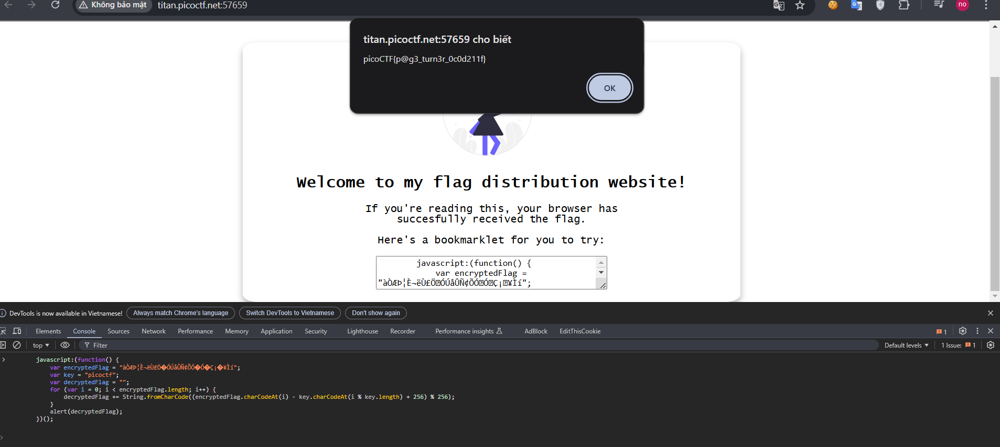 Không bảo mật
titan.picoctf.net:57659
no
titan.picoctf.net:57659 cho biết
picoCTF{p@g3_turn3r_0c0d211f}
OK
Welcome to my flag distribution website!
If you're reading this, your browser has
succesfully received the flag.
Here's a bookmarklet for you to try:
javascript:(function() {
var encryptedFlag =
"àÒÆÞ¦È¬ëÙ£Ö�ÓÚåÛÑ¢ÕÓ�Ó�Ç¡�¥Ìí";
DevTools is now available in Vietnamese!
Always match Chrome's language
Switch DevTools to Vietnamese
Don't show again
Elements
Console
Sources
Network
Performance
Memory
Application
Security
Lighthouse
Recorder
Performance insights
AdBlock
EditThisCookie
1
top
Filter
Default levels
1 Issue:
1
javascript:(function() {
var encryptedFlag = "àÒÆÞ¦È¬ëÙ£Ö�ÓÚåÛÑ¢ÕÓ�Ó�Ç¡�¥Ìí";
var key = "picoctf";
var decryptedFlag = "";
for (var i = 0; i < encryptedFlag.length; i++) {
decryptedFlag += String.fromCharCode((encryptedFlag.charCodeAt(i) - key.charCodeAt(i % key.length) + 256) % 256);
}
alert(decryptedFlag);
})();